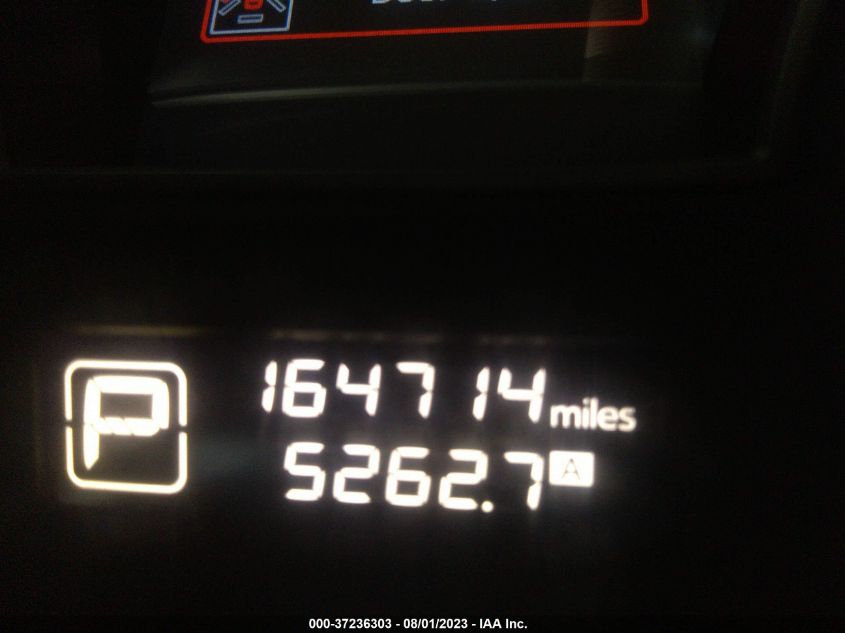 P
164714 miles
5262.7 A
000-37236303 - 08/01/2023 - IAA Inc.